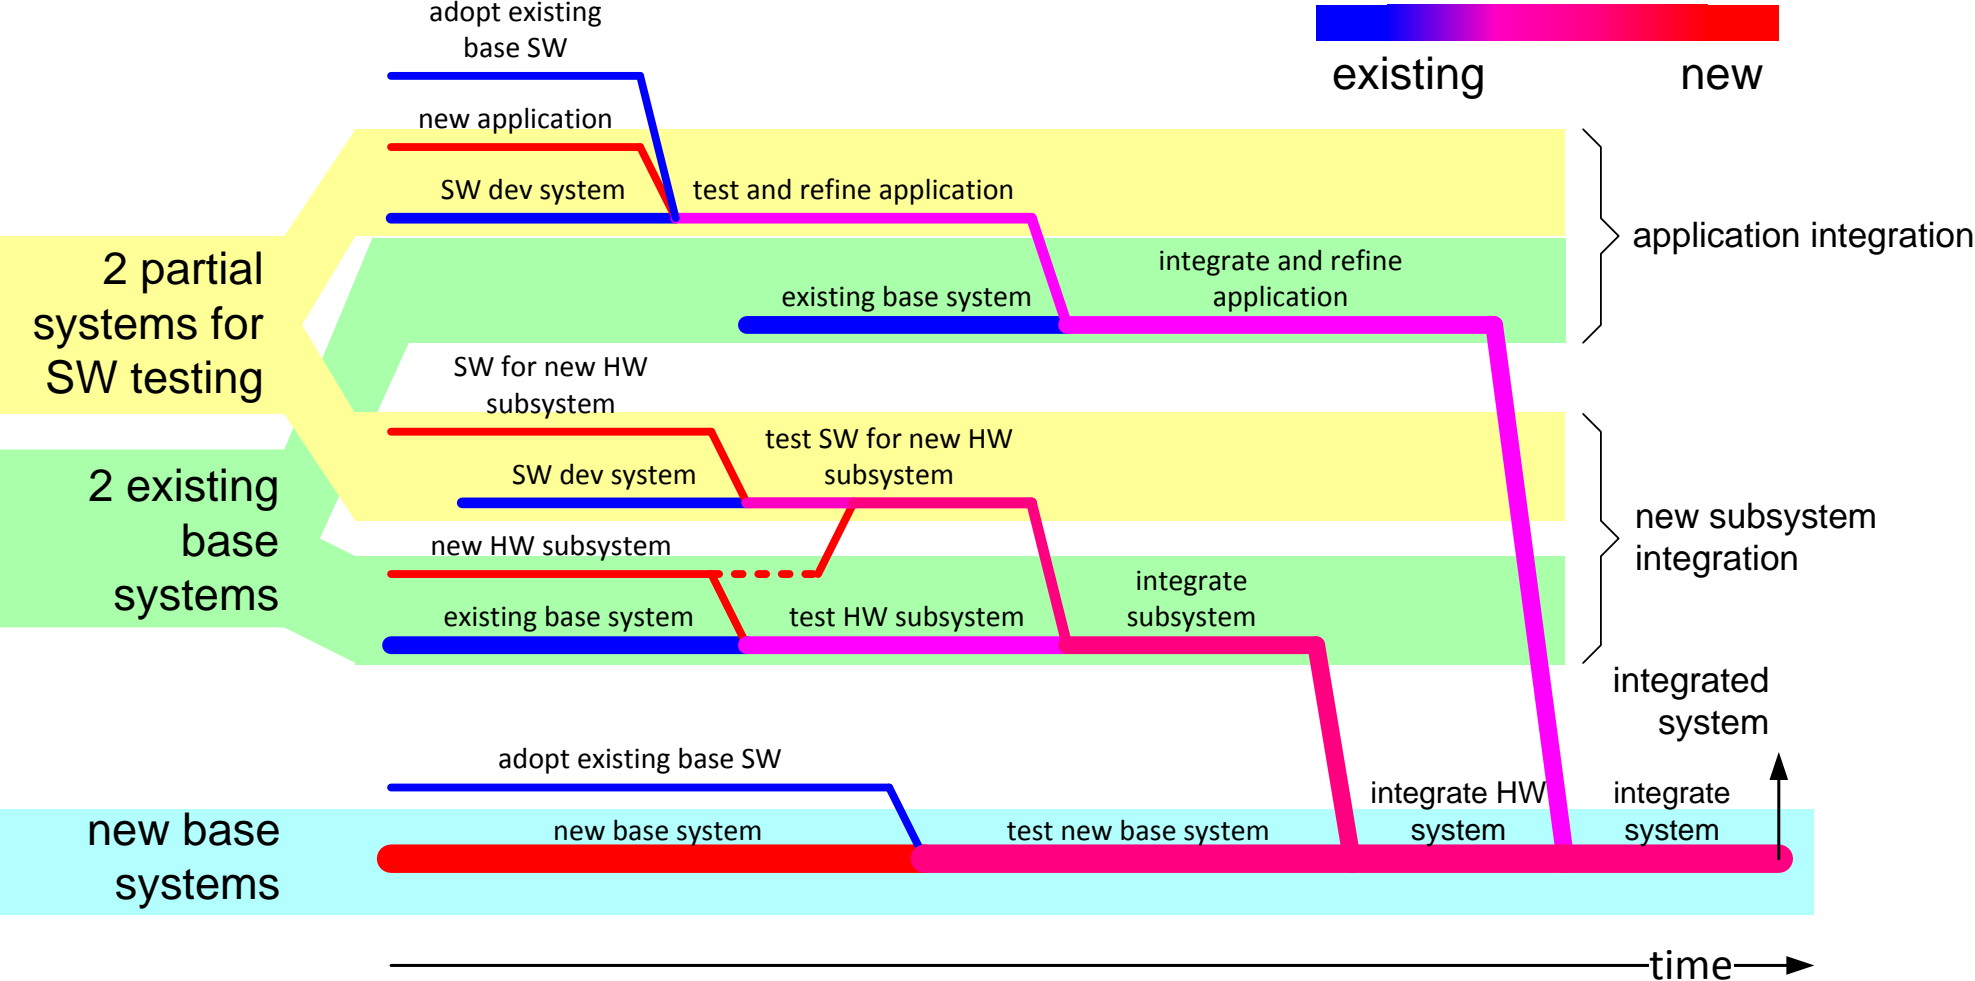 adopt existing
base SW
existing
new
new application
SW dev system
test and refine application
application integration
2 partial
systems for
SW testing
integrate and refine
application
existing base system
SW for new HW
subsystem
test SW for new HW
subsystem
SW dev system
2 existing
base
systems
new subsystem
integration
new HW subsystem
integrate
subsystem
existing base system
test HW subsystem
integrated
system
adopt existing base SW
integrate HW
system
integrate
system
new base
systems
new base system
test new base system
time